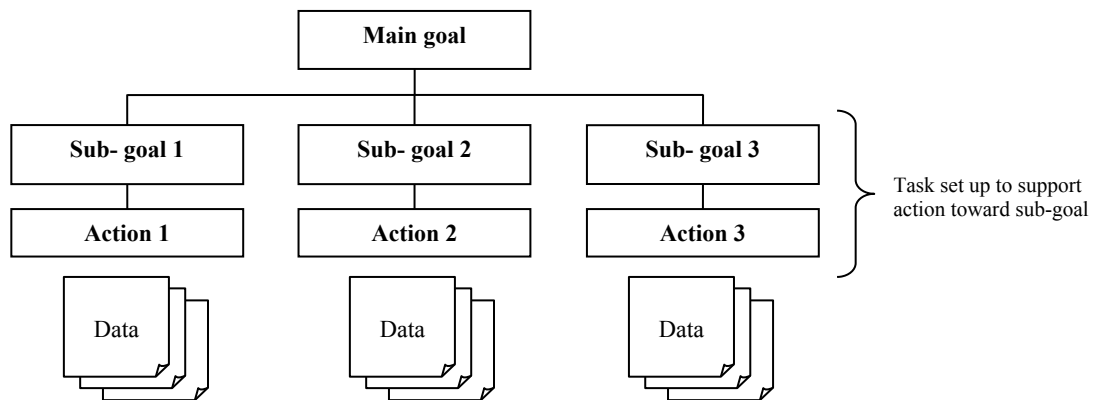 Main goal
Sub- goal 1
Sub- goal 2
Sub- goal 3
Task set up to support
action toward sub-goal
Action 1
Action 2
Action 3
Data
Data
Data